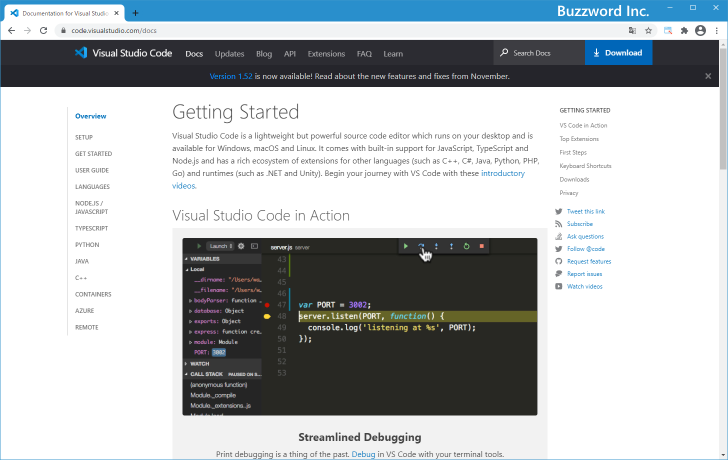 Buzzword Inc.
Documentation for Visual Studio
code.visualstudio.com/docs
Visual Studio Code
Docs
Updates
Blog
API
Extensions
FAQ
Learn
Search Docs
Download
Version 1.52 is now available! Read about the new features and fixes from November.
Overview
SETUP
GET STARTED
USER GUIDE
LANGUAGES
NODE.JS /
JAVASCRIPT
TYPESCRIPT
PYTHON
JAVA
C++
CONTAINERS
AZURE
REMOTE
Getting Started
Visual Studio Code is a lightweight but powerful source code editor which runs on your desktop and is
available for Windows, macOS and Linux. It comes with built-in support for JavaScript, TypeScript and
Node.js and has a rich ecosystem of extensions for other languages (such as C++, C#, Java, Python, PHP,
Go) and runtimes (such as .NET and Unity). Begin your journey with VS Code with these introductory
videos.
Visual Studio Code in Action
Launch
server.js server
VARIABLES
Local
__dirname: "/Users/wa…
__filename: "/Users/w…
bodyParser: function …
database: Object
exports: Object
express: function cre…
module: Module
PORT: 3002
WATCH
CALL STACK PAUSED ON S…
(anonymous function)
Module._compile
Module._extensions..js
Module.load
43
44
45
46
47 var PORT = 3002;
48 server.listen(PORT, function() {
49 console.log('listening at %s', PORT);
50 });
51
52
53
Streamlined Debugging
Print debugging is a thing of the past. Debug in VS Code with your terminal tools.
GETTING STARTED
VS Code in Action
Top Extensions
First Steps
Keyboard Shortcuts
Downloads
Privacy
Tweet this link
Subscribe
Ask questions
Follow @code
Request features
Report issues
Watch videos